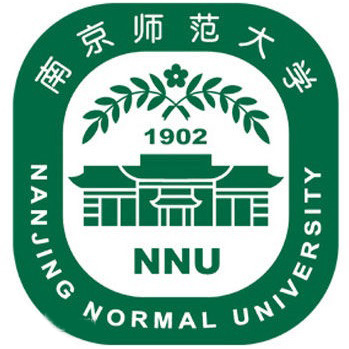 南京师范大学
1902
NNU
NANJING NORMAL UNIVERSITY